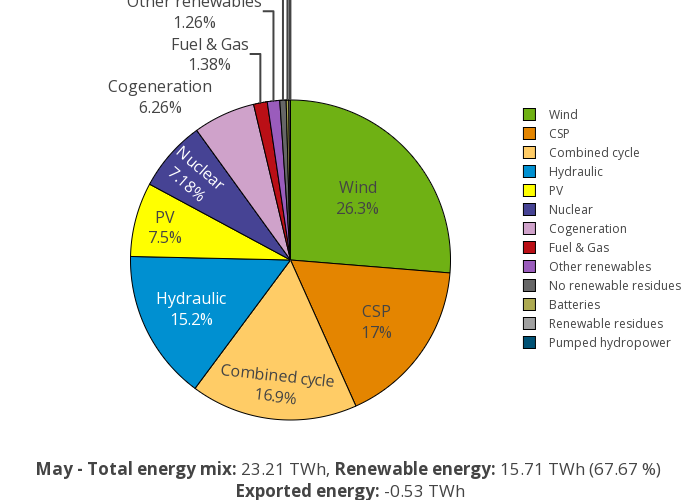 Other renewables
1.26%
Fuel & Gas
1.38%
Cogeneration
6.26%
Nuclear
7.18%
PV
7.5%
Hydraulic
15.2%
Combined cycle
16.9%
CSP
17%
Wind
26.3%
Wind
CSP
Combined cycle
Hydraulic
PV
Nuclear
Cogeneration
Fuel & Gas
Other renewables
No renewable residues
Batteries
Renewable residues
Pumped hydropower
May - Total energy mix: 23.21 TWh, Renewable energy: 15.71 TWh (67.67 %)
Exported energy: -0.53 TWh